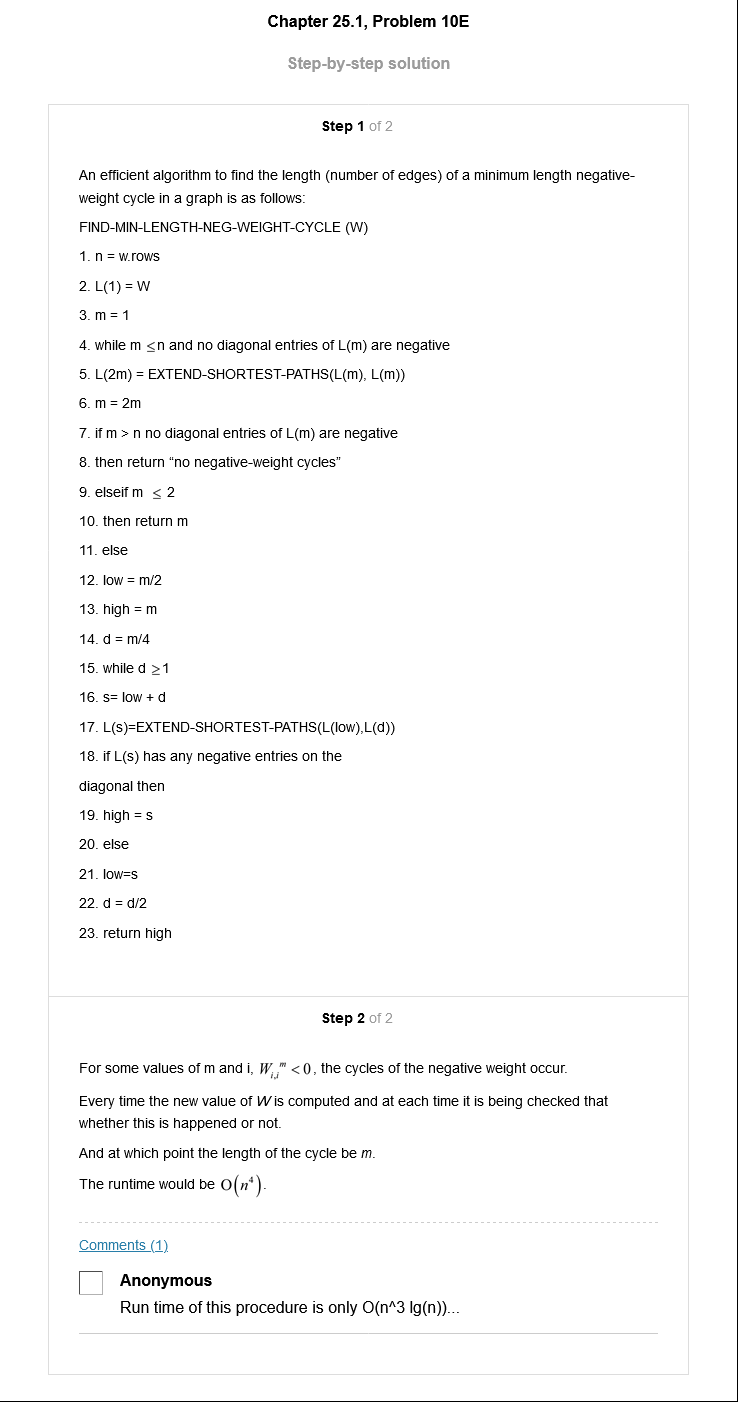 Chapter 25.1, Problem 10E
Step-by-step solution
Step 1 of 2
An efficient algorithm to find the length (number of edges) of a minimum length negative-
weight cycle in a graph is as follows:
FIND-MIN-LENGTH-NEG-WEIGHT-CYCLE (W)
1. n = w.rows
2. L(1) = W
3. m = 1
4. while m ≤n and no diagonal entries of L(m) are negative
5. L(2m) = EXTEND-SHORTEST-PATHS(L(m), L(m))
6. m = 2m
7. if m > n no diagonal entries of L(m) are negative
8. then return “no negative-weight cycles”
9. elseif m ≤ 2
10. then return m
11. else
12. low = m/2
13. high = m
14. d = m/4
15. while d ≥1
16. s= low + d
17. L(s)=EXTEND-SHORTEST-PATHS(L(low),L(d))
18. if L(s) has any negative entries on the
diagonal then
19. high = s
20. else
21. low=s
22. d = d/2
23. return high
Step 2 of 2
For some values of m and i, W_{i,i}^m < 0, the cycles of the negative weight occur.
Every time the new value of W is computed and at each time it is being checked that
whether this is happened or not.
And at which point the length of the cycle be m.
The runtime would be O(n^4).
Comments (1)
Anonymous
Run time of this procedure is only O(n^3 lg(n))...